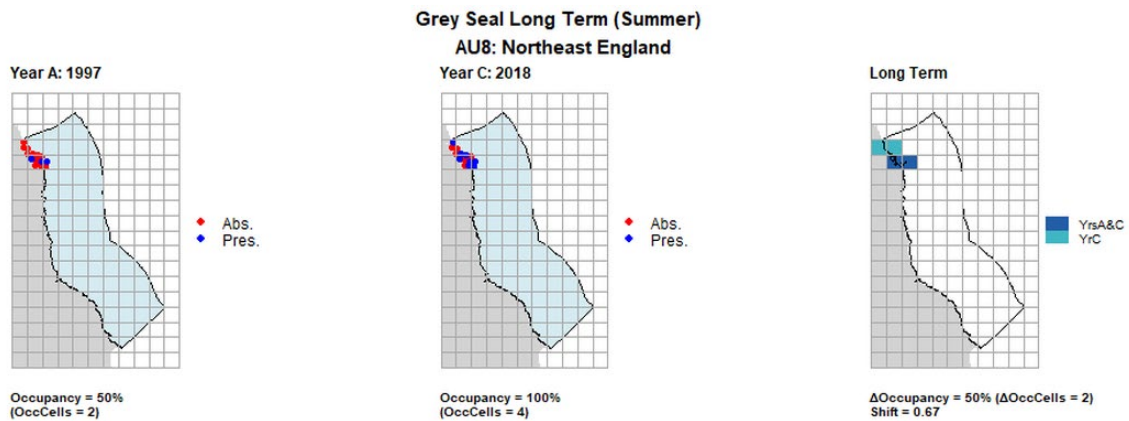 Grey Seal Long Term (Summer)
AU8: Northeast England
Year A: 1997
Abs.
Pres.
Occupancy = 50%
(OccCells = 2)
Year C: 2018
Abs.
Pres.
Occupancy = 100%
(OccCells = 4)
Long Term
YrsA&C
YrC
ΔOccupancy = 50% (ΔOccCells = 2)
Shift = 0.67